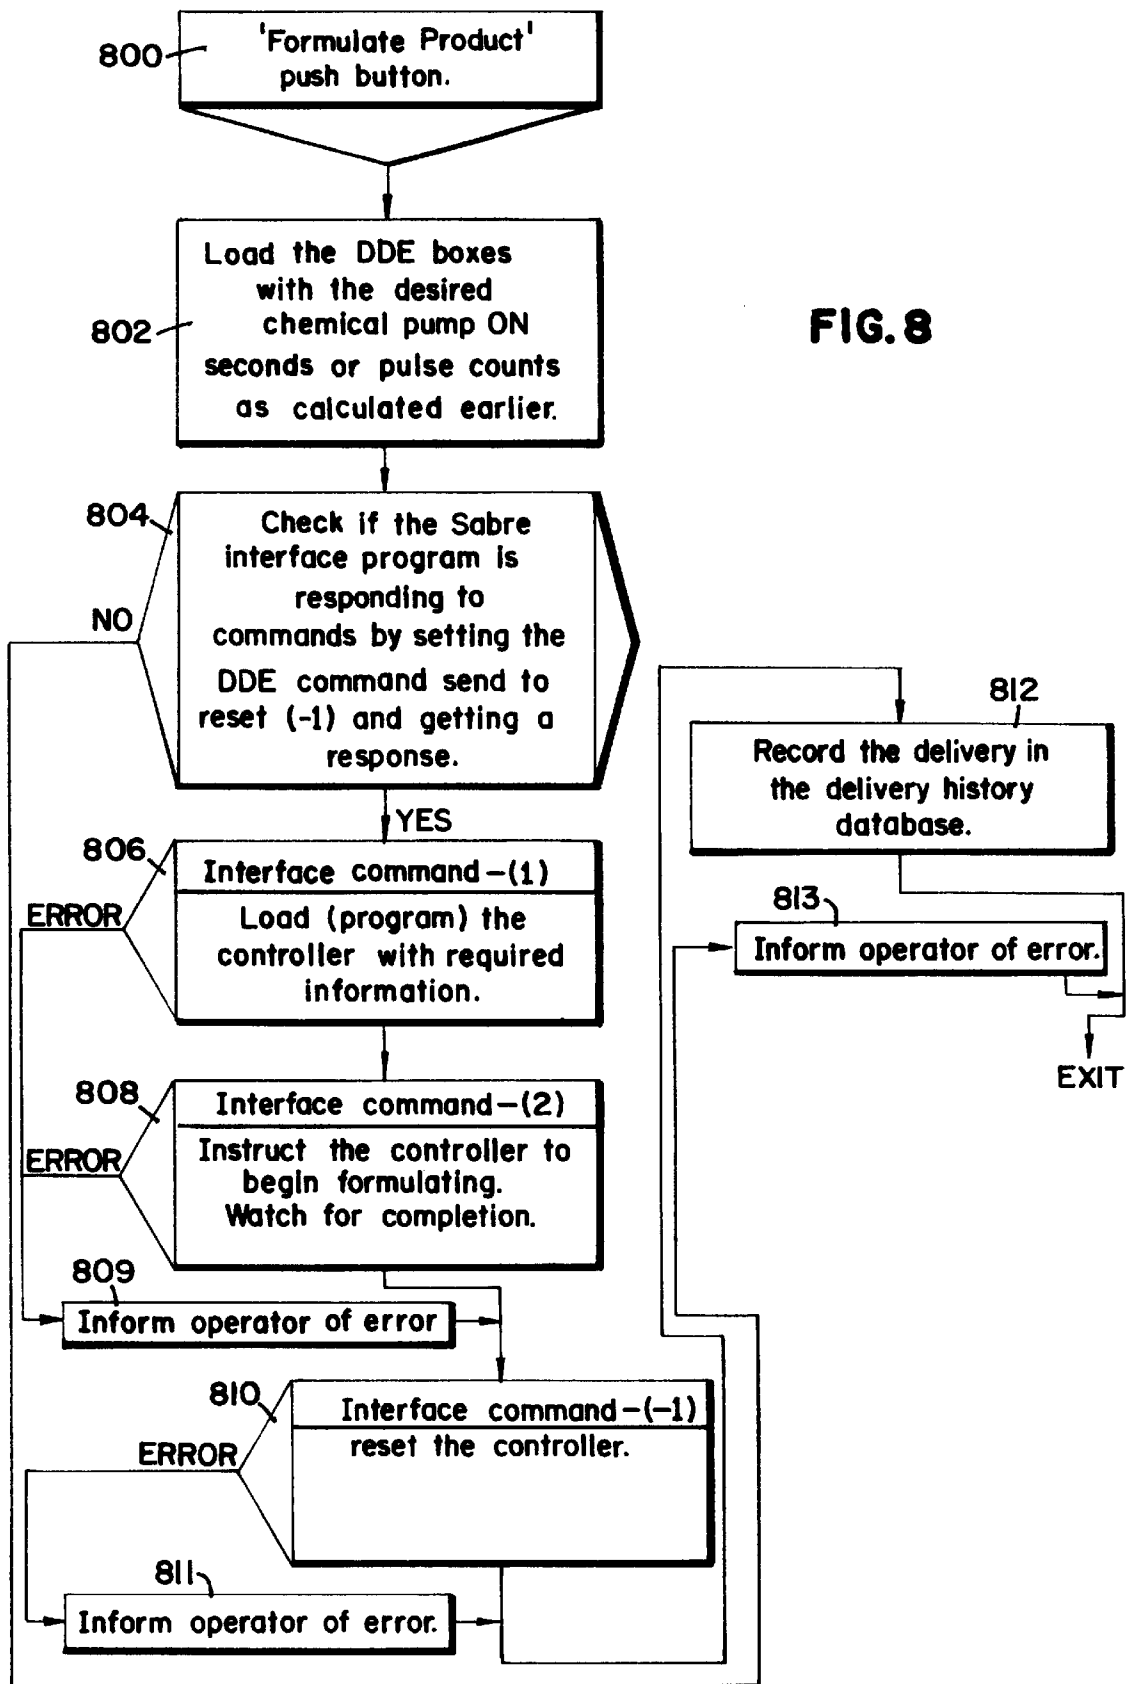 800
'Formulate Product'
push button.
802
Load the DDE boxes
with the desired
chemical pump ON
seconds or pulse counts
as calculated earlier.
FIG. 8
804
Check if the Sabre
interface program is
responding to
commands by setting the
DDE command send to
reset (-1) and getting a
response.
NO
YES
806
Interface command-(1)
Load (program) the
controller with required
information.
ERROR
808
Interface command-(2)
Instruct the controller to
begin formulating.
Watch for completion.
ERROR
809
Inform operator of error
810
Interface command-(-1)
reset the controller.
ERROR
811
Inform operator of error.
812
Record the delivery in
the delivery history
database.
813
Inform operator of error.
EXIT